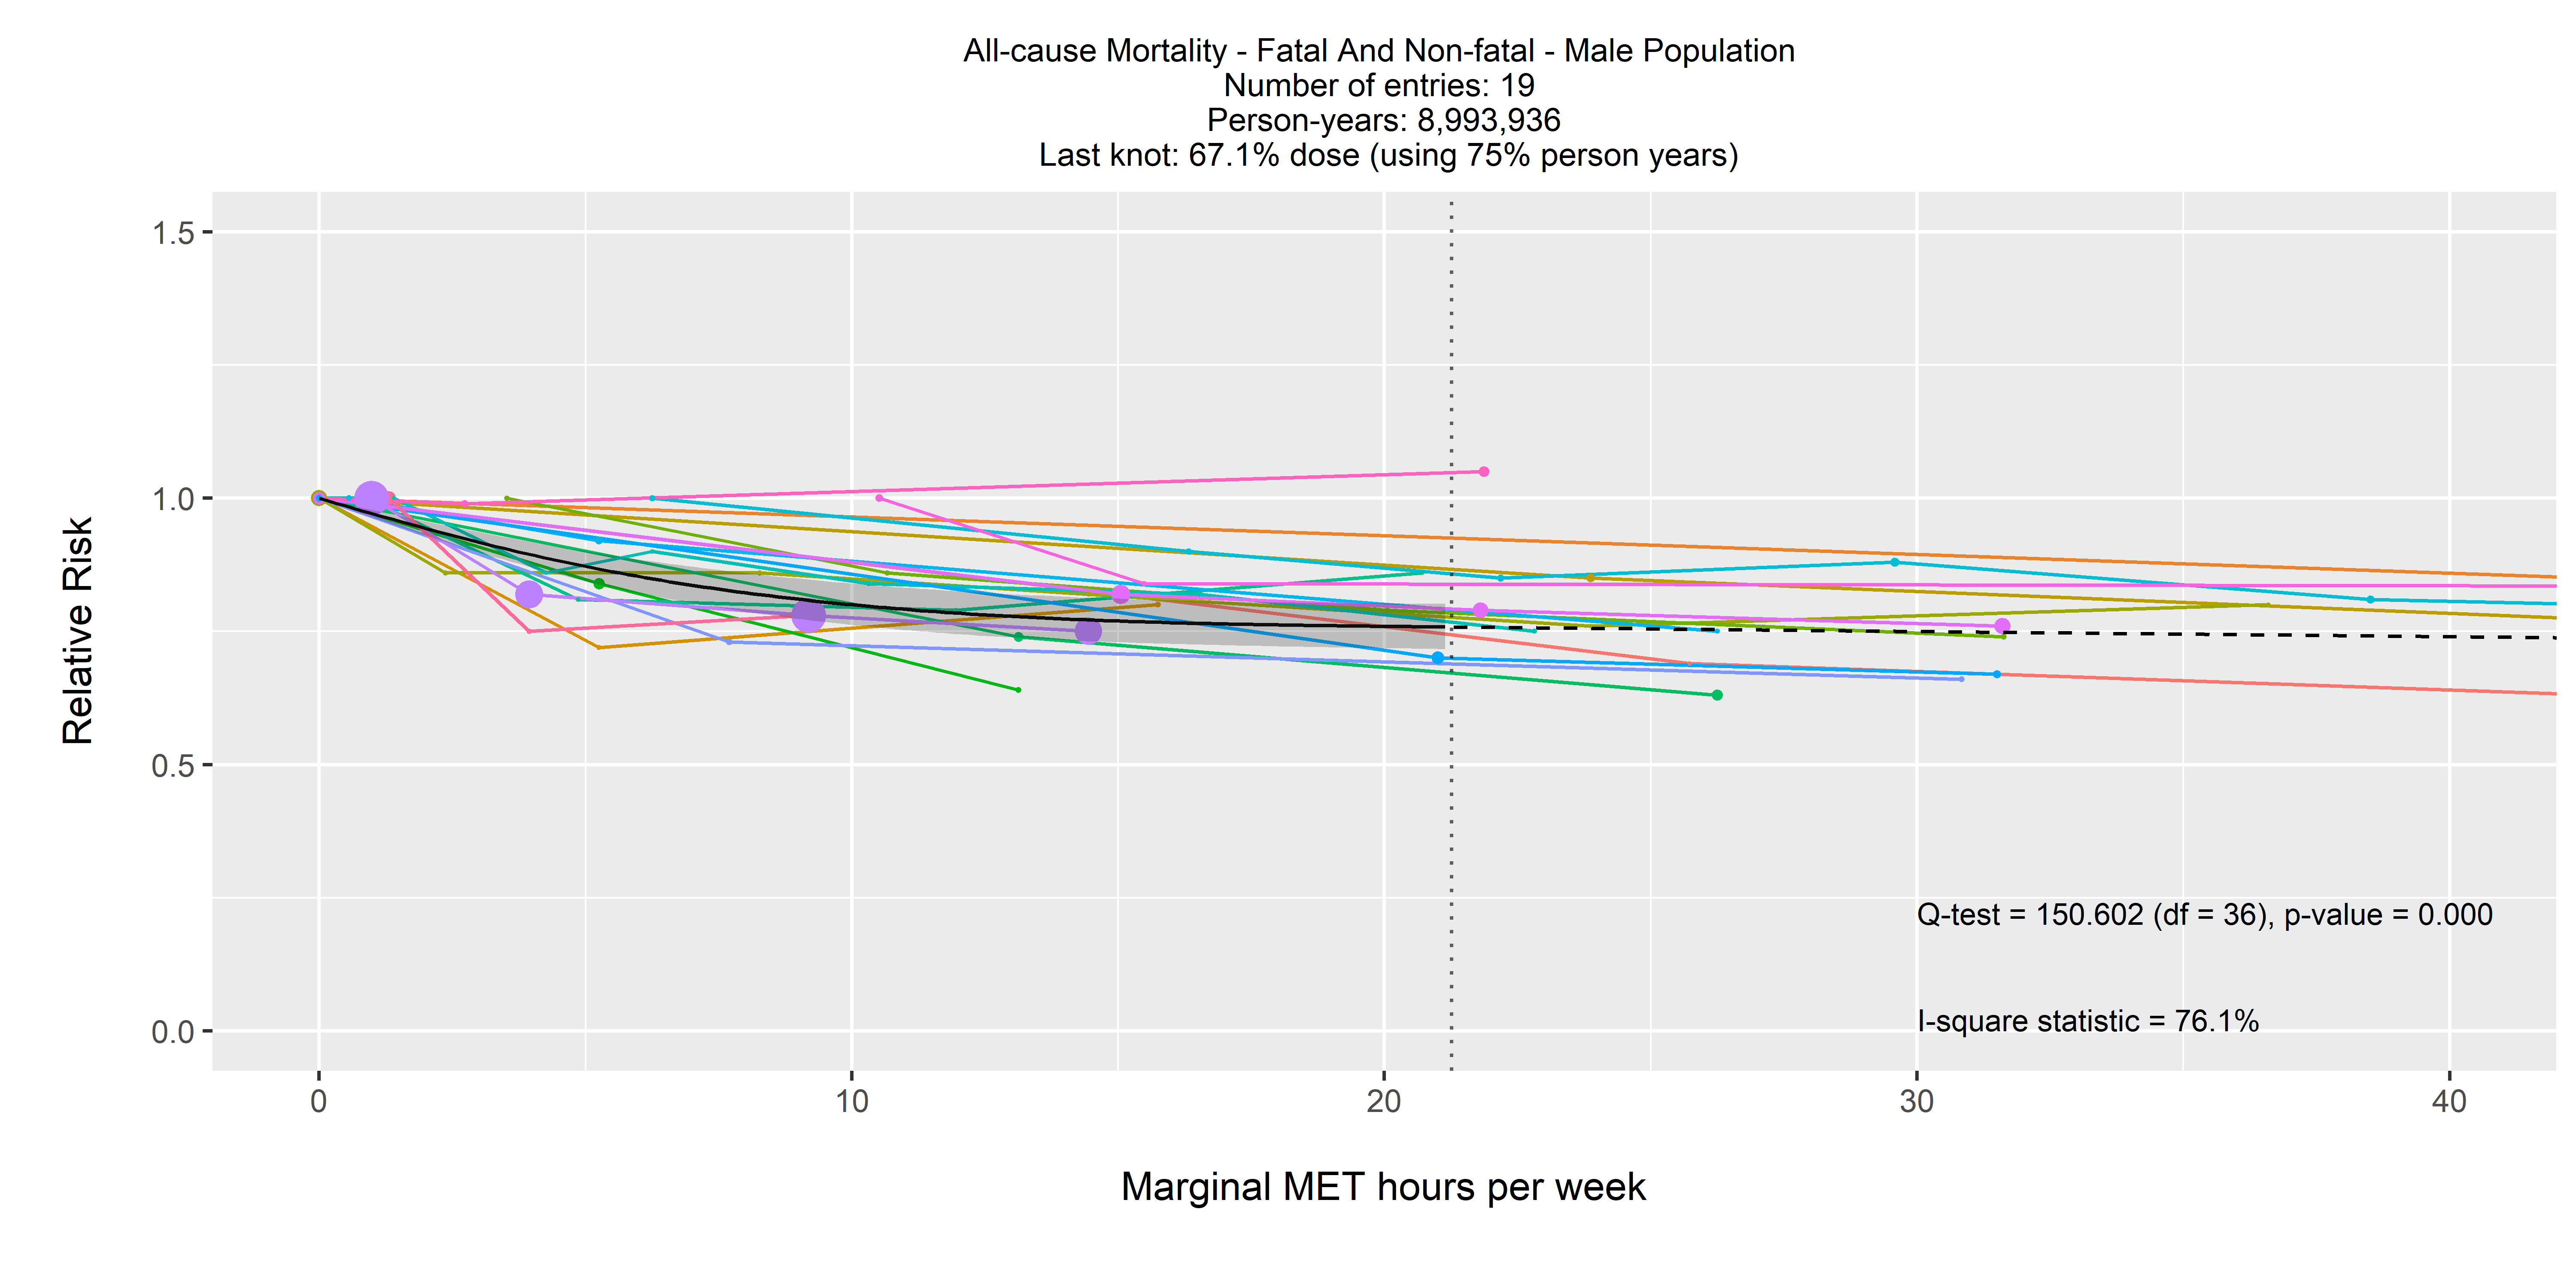 All-cause Mortality - Fatal And Non-fatal - Male Population
Number of entries: 19
Person-years: 8,993,936
Last knot: 67.1% dose (using 75% person years)
1.5
1.0
0.5
0.0
Relative Risk
Q-test = 150.602 (df = 36), p-value = 0.000
I-square statistic = 76.1%
0 10 20 30 40
Marginal MET hours per week